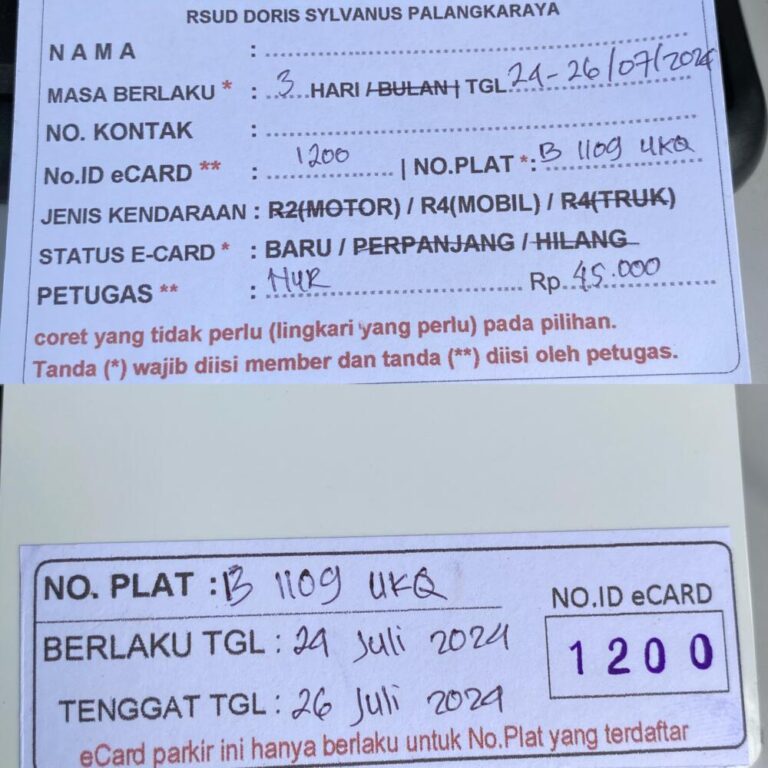 RSUD DORIS SYLVANUS PALANGKARAYA
NAMA :
MASA BERLAKU * : 3 HARI / BULAN | TGL 24 - 26/07/2024
NO. KONTAK :
No.ID eCARD ** : 1200 | NO.PLAT *: B 1109 UKQ
JENIS KENDARAAN : R2(MOTOR) / R4(MOBIL) / R4(TRUK)
STATUS E-CARD * : BARU / PERPANJANG / HILANG
PETUGAS ** : NUR Rp. 45.000
coret yang tidak perlu (lingkari yang perlu) pada pilihan.
Tanda (*) wajib diisi member dan tanda (**) diisi oleh petugas.
NO. PLAT : B 1109 UKQ
NO.ID eCARD
BERLAKU TGL : 24 Juli 2024
1200
TENGGAT TGL : 26 Juli 2024
eCard parkir ini hanya berlaku untuk No.Plat yang terdaftar